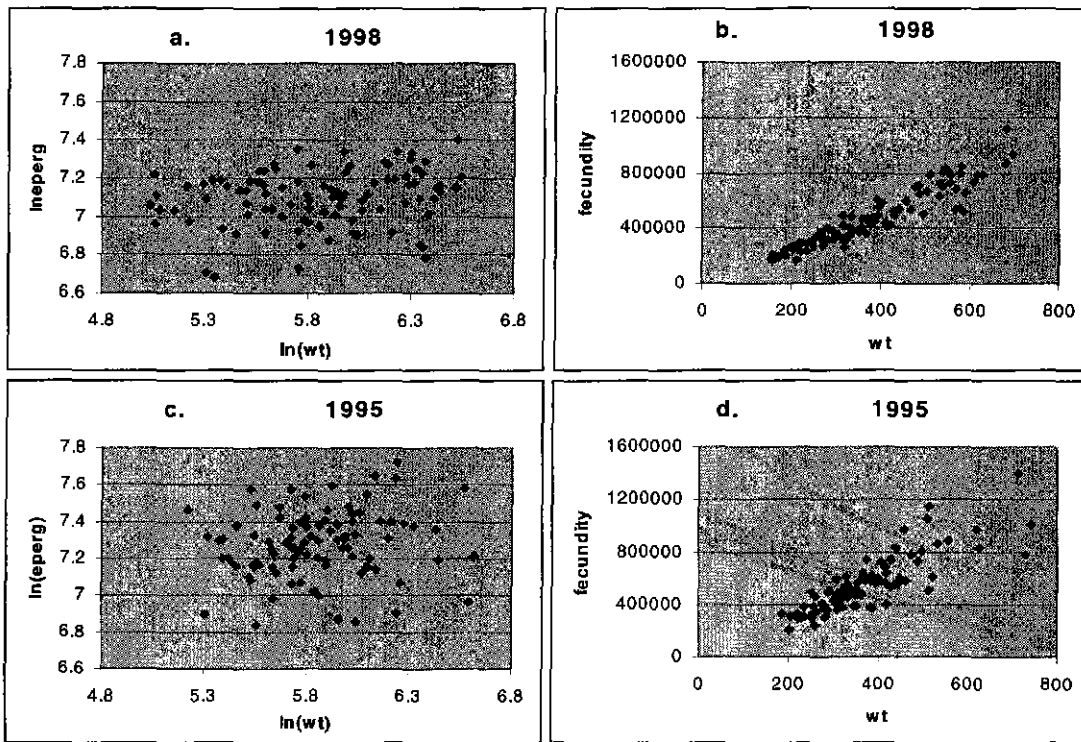 a. 1998
7.8
7.6
7.4
7.2
7
6.8
6.6
lneperg
4.8 5.3 5.8 6.3 6.8
ln(wt)
b. 1998
1600000
1200000
800000
400000
0
fecundity
0 200 400 600 800
wt
c. 1995
7.8
7.6
7.4
7.2
7
6.8
6.6
ln(eperg)
4.8 5.3 5.8 6.3 6.8
ln(wt)
d. 1995
1600000
1200000
800000
400000
0
fecundity
0 200 400 600 800
wt